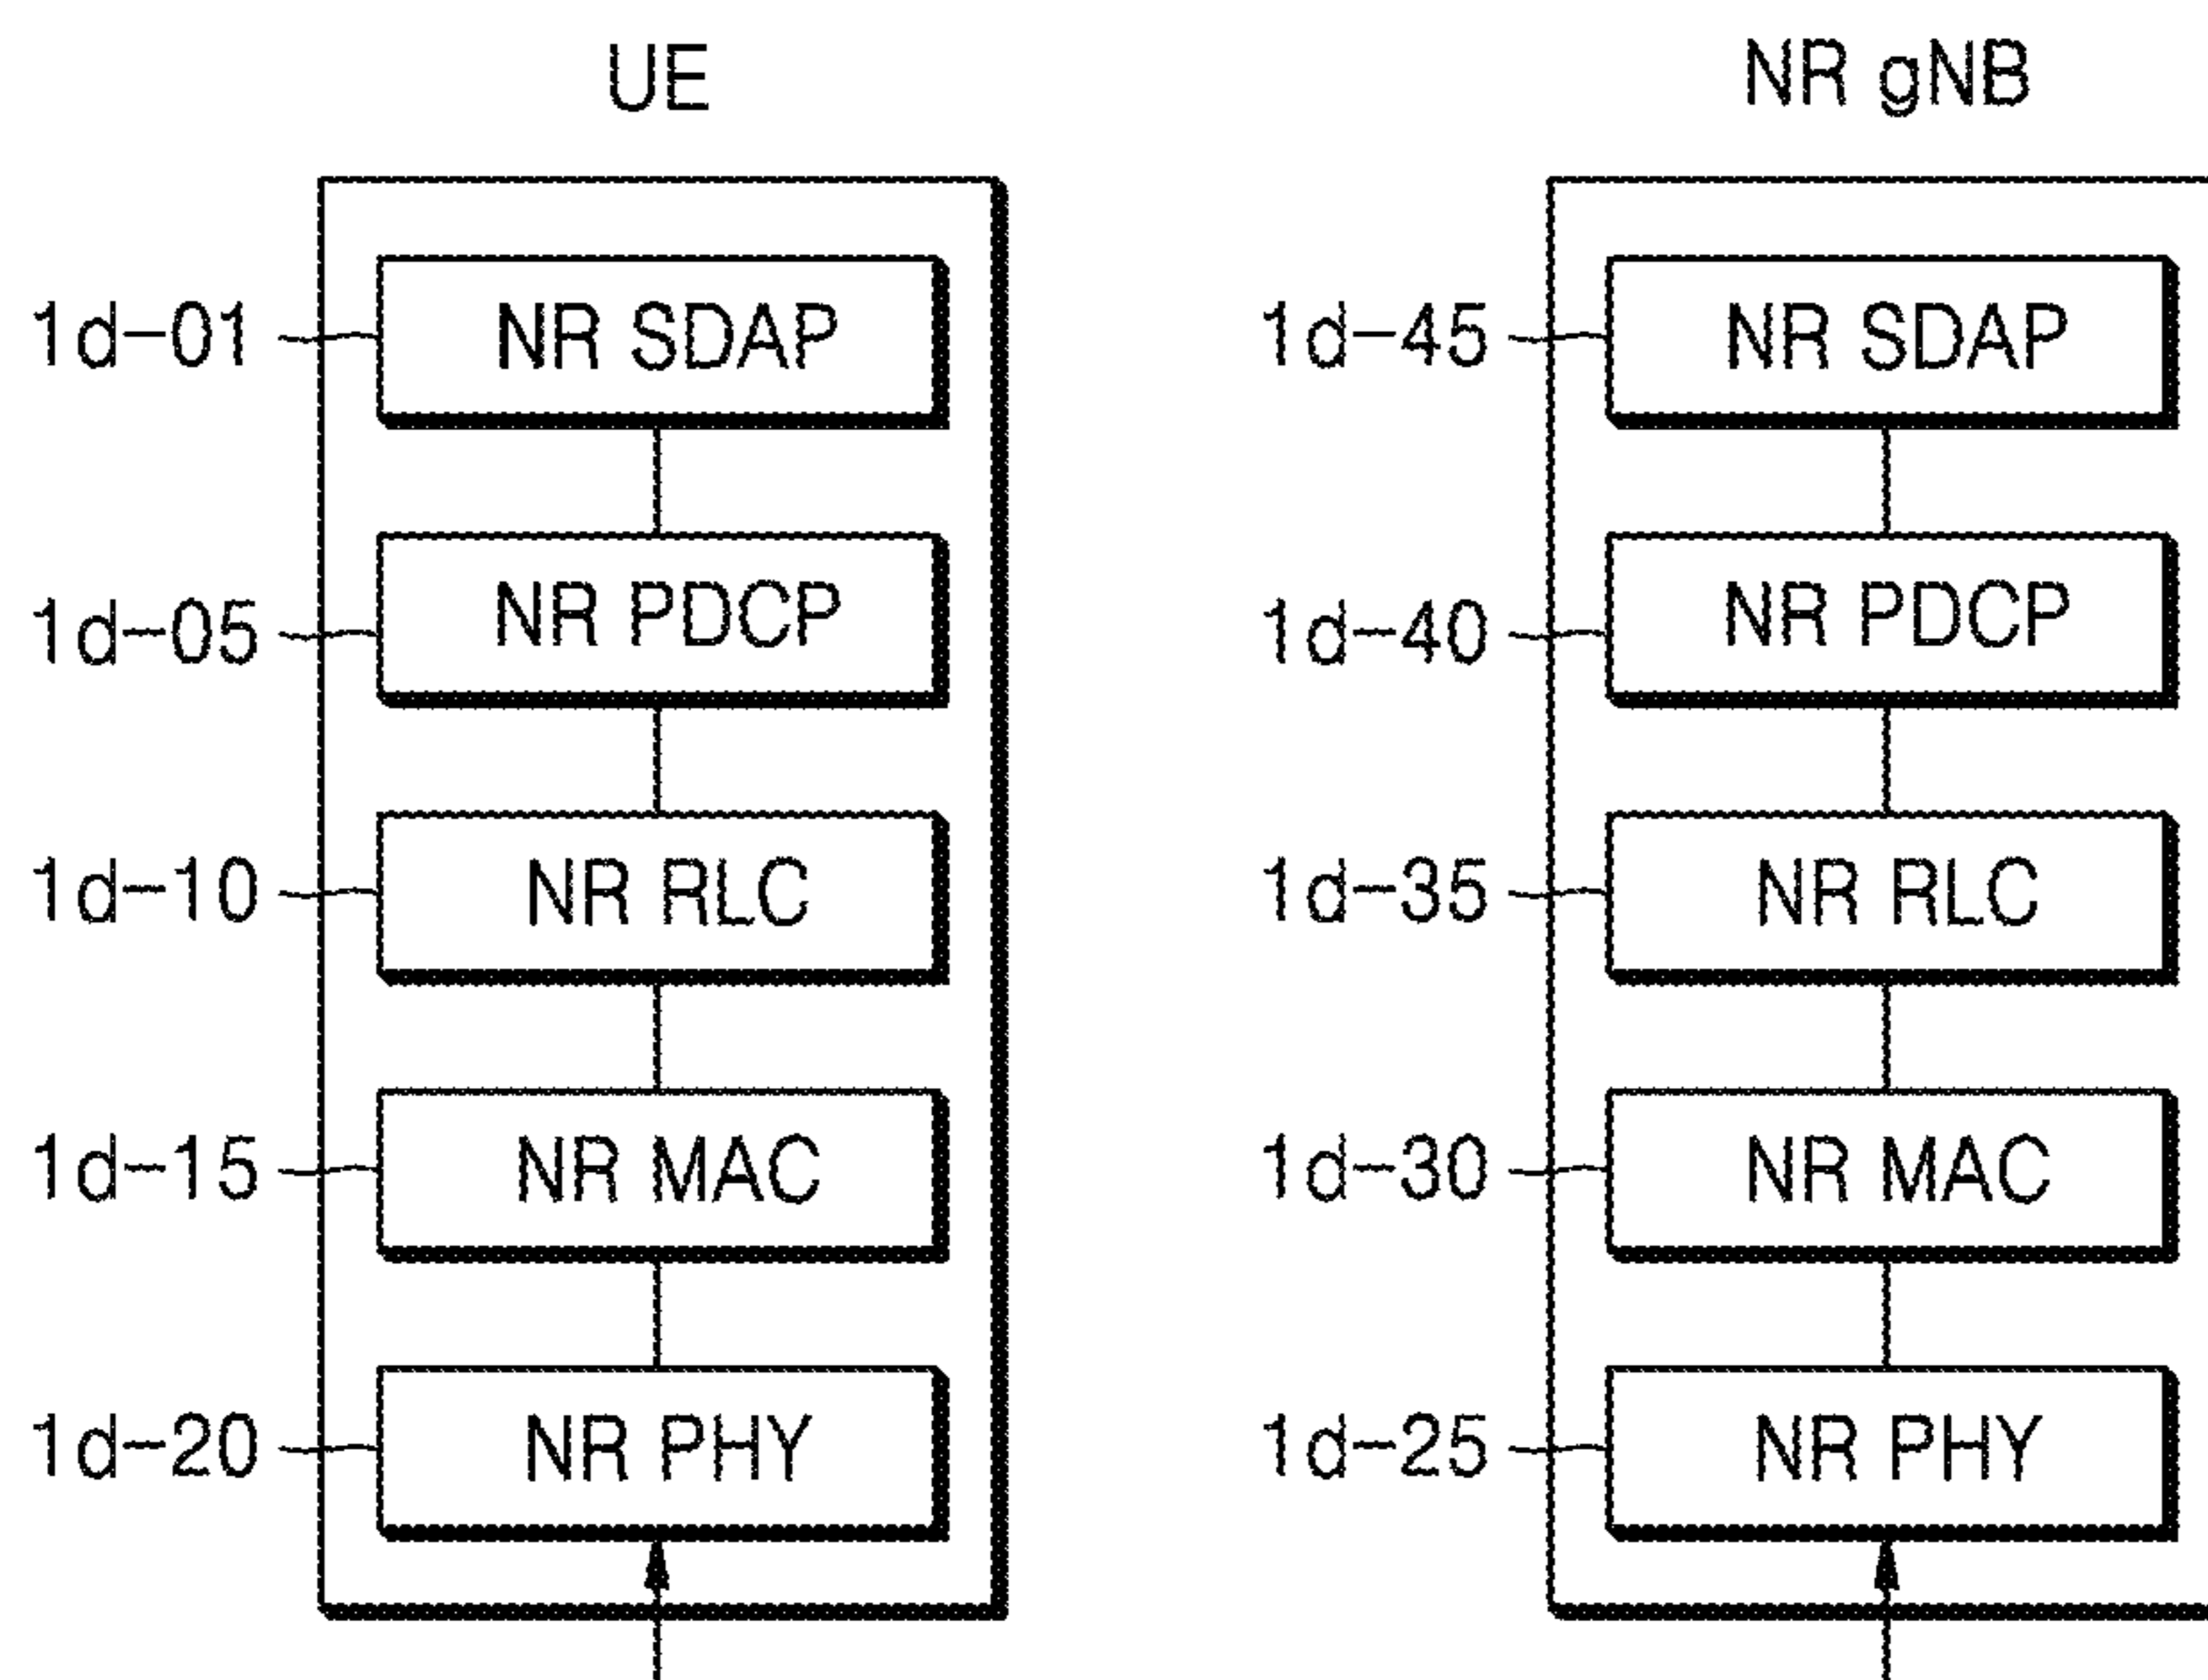 UE
1d-01 NR SDAP
1d-05 NR PDCP
1d-10 NR RLC
1d-15 NR MAC
1d-20 NR PHY
NR gNB
1d-45 NR SDAP
1d-40 NR PDCP
1d-35 NR RLC
1d-30 NR MAC
1d-25 NR PHY